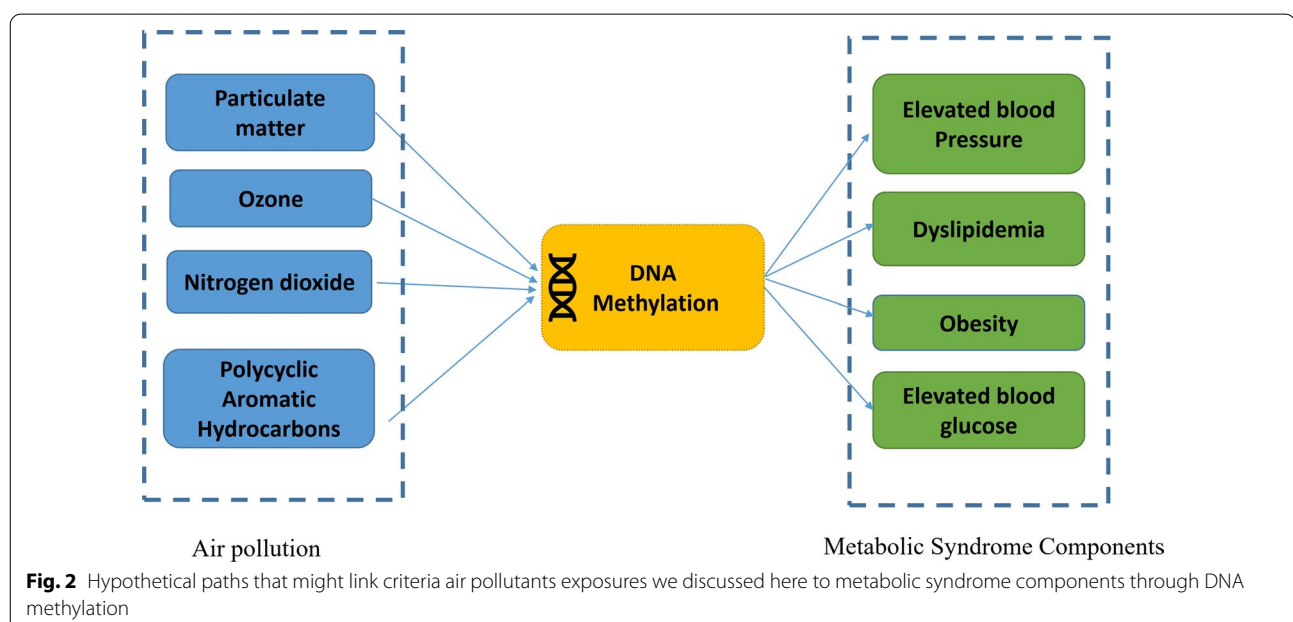 Particulate
matter
Ozone
Nitrogen dioxide
Polycyclic
Aromatic
Hydrocarbons
Air pollution
DNA
Methylation
Elevated blood
Pressure
Dyslipidemia
Obesity
Elevated blood
glucose
Metabolic Syndrome Components
Fig. 2 Hypothetical paths that might link criteria air pollutants exposures we discussed here to metabolic syndrome components through DNA
methylation